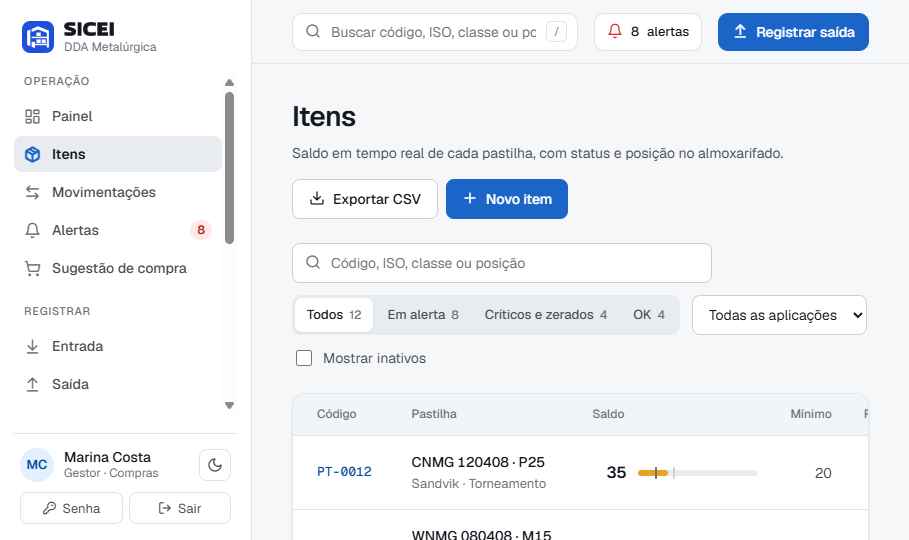 SICEI
DDA Metalúrgica
OPERAÇÃO
Painel
Itens
Movimentações
Alertas 8
Sugestão de compra
REGISTRAR
Entrada
Saída
MC
Marina Costa
Gestor · Compras
Senha
Sair
Buscar código, ISO, classe ou po /
8 alertas
Registrar saída
Itens
Saldo em tempo real de cada pastilha, com status e posição no almoxarifado.
Exportar CSV
Novo item
Código, ISO, classe ou posição
Todos 12 Em alerta 8 Críticos e zerados 4 OK 4
Todas as aplicações
Mostrar inativos
Código Pastilha Saldo Mínimo
PT-0012 CNMG 120408 · P25 35 20
Sandvik · Torneamento
WNMG 080408 · M15